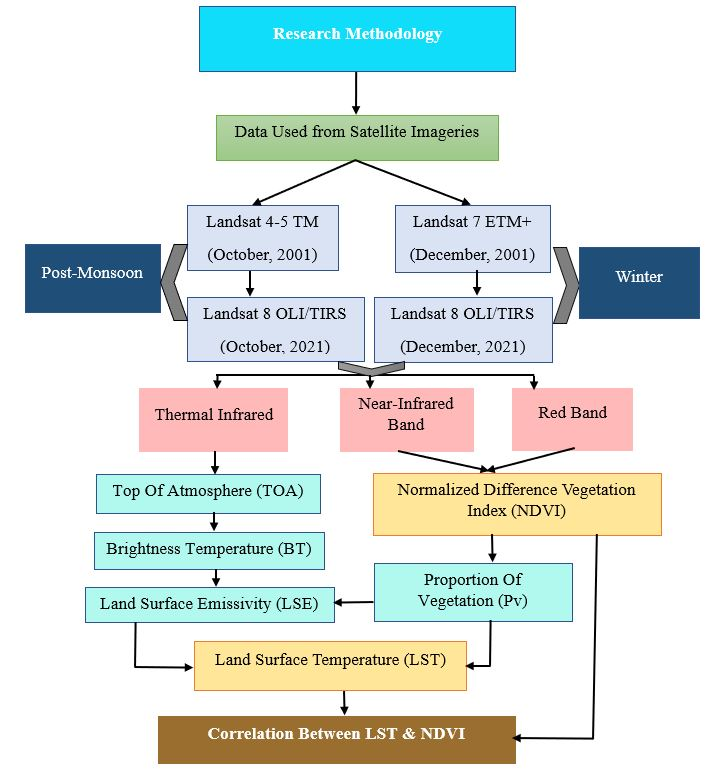 Research Methodology
Data Used from Satellite Imageries
Landsat 4-5 TM
(October, 2001)
Landsat 7 ETM+
(December, 2001)
Post-Monsoon
Winter
Landsat 8 OLI/TIRS
(October, 2021)
Landsat 8 OLI/TIRS
(December, 2021)
Thermal Infrared
Near-Infrared
Band
Red Band
Top Of Atmosphere (TOA)
Normalized Difference Vegetation
Index (NDVI)
Brightness Temperature (BT)
Proportion Of
Vegetation (Pv)
Land Surface Emissivity (LSE)
Land Surface Temperature (LST)
Correlation Between LST & NDVI